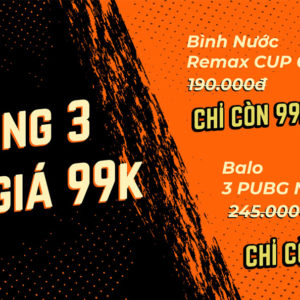 NG 3
GIÁ 99K
Bình Nước
Remax CUP
190.000đ
CHỈ CÒN 99
Balo
3 PUBG
245.000
CHỈ CÒ